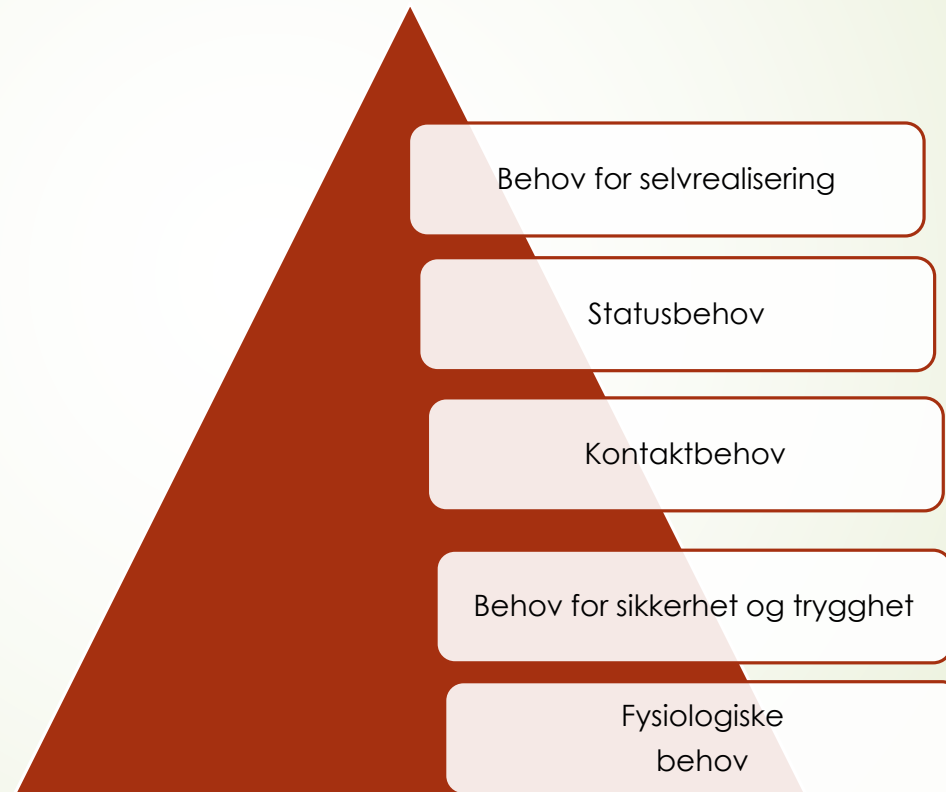 Behov for selvrealisering
Statusbehov
Kontaktbehov
Behov for sikkerhet og trygghet
Fysiologiske
behov